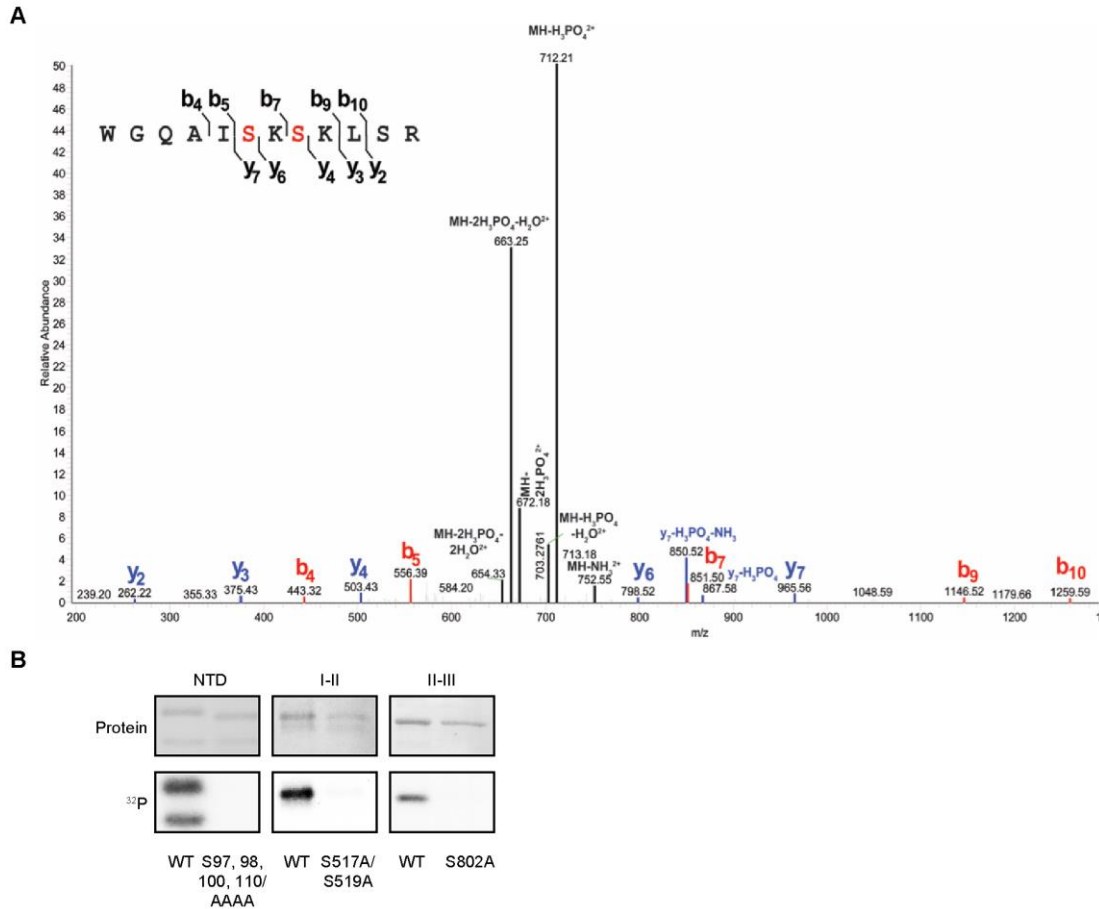 A
MH-H₃PO₄²⁺
712.21
50
48
46
44
42
40
38
36
34
32
30
28
26
24
22
20
18
16
14
12
10
8
6
4
2
0
Relative Abundance
b₄ b₅ b₇ b₉ b₁₀
W G Q A I S K S K L S R
y₇ y₆ y₄ y₃ y₂
MH-2H₃PO₄-H₂O²⁺
663.25
MH-
2H₃PO₄²⁺
672.18
MH-2H₃PO₄-
2H₂O²⁺
654.33
703.2761
MH-H₃PO₄
-H₂O²⁺
713.18
MH-NH₃²⁺
752.55
y₇-H₃PO₄-NH₃
850.52
b₇
851.50
y₇-H₃PO₄
867.58
y₂
y₃
b₄
y₄
b₅
y₆
y₇
b₉
b₁₀
239.20
262.22
355.33
375.43
443.32
503.43
556.39
584.20
798.52
965.56
1048.59
1146.52
1179.66
1259.59
200
300
400
500
600
700
800
900
1000
1100
1200
m/z
B
NTD
I-II
II-III
Protein
³²P
WT
S97, 98,
100, 110/
AAAA
WT
S517A/
S519A
WT
S802A